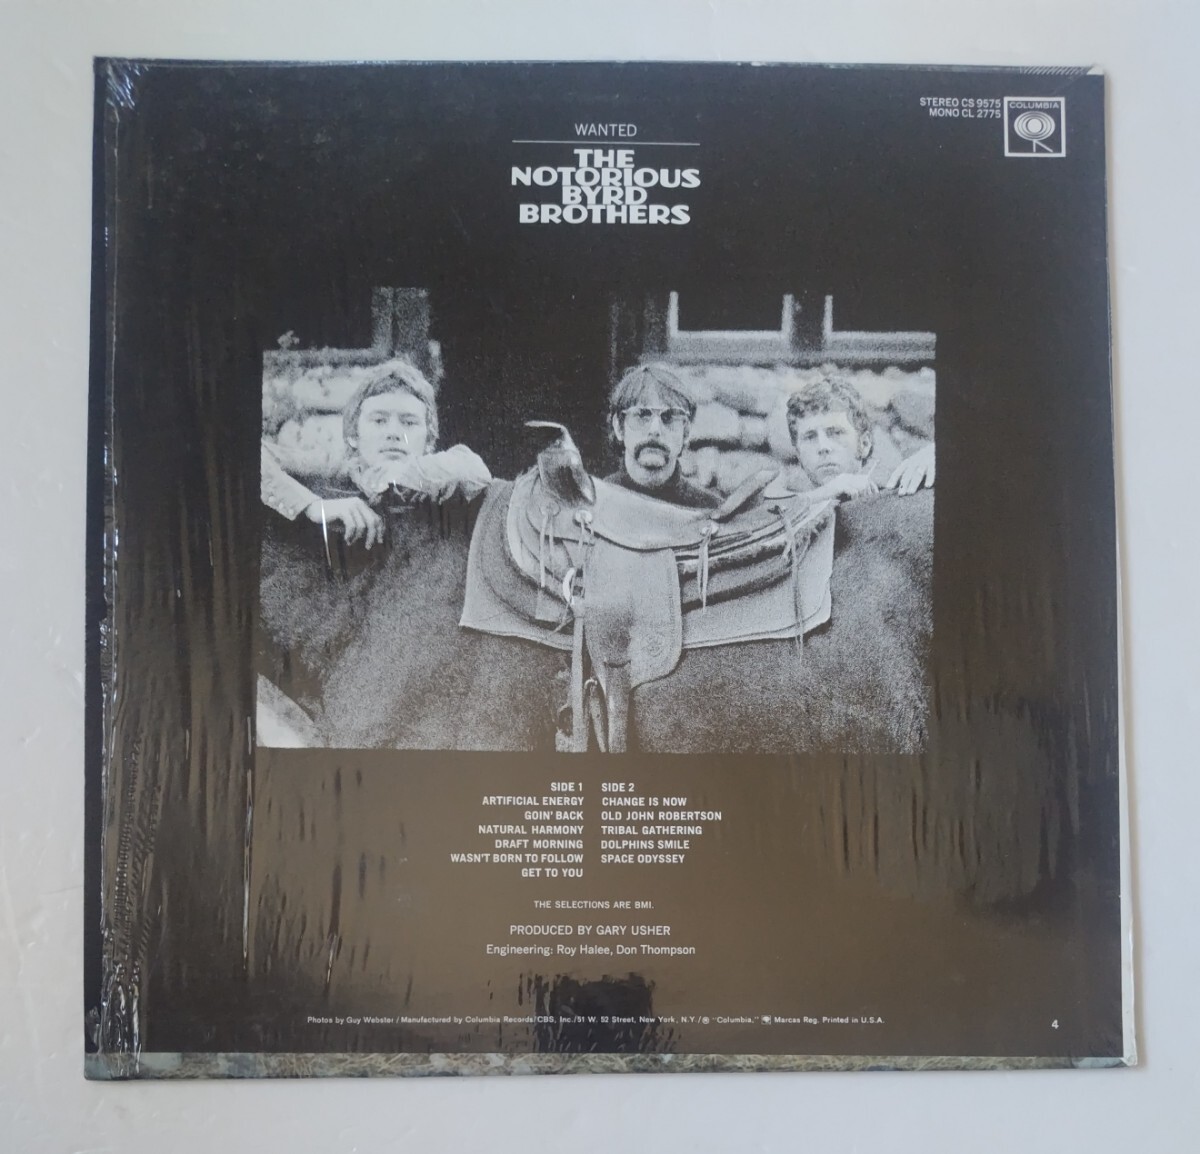 STEREO CS 9575
MONO CL 2775
COLUMBIA
WANTED
THE
NOTORIOUS
BYRD
BROTHERS
SIDE 1
ARTIFICIAL ENERGY
GOIN' BACK
NATURAL HARMONY
DRAFT MORNING
WASN'T BORN TO FOLLOW
GET TO YOU
SIDE 2
CHANGE IS NOW
OLD JOHN ROBERTSON
TRIBAL GATHERING
DOLPHINS SMILE
SPACE ODYSSEY
THE SELECTIONS ARE BMI.
PRODUCED BY GARY USHER
Engineering: Roy Halee, Don Thompson
Photos by Guy Webster/Manufactured by Columbia Records/CBS, Inc./51 W. 52 Street, New York, N.Y./® "Columbia," Marcas Reg. Printed in U.S.A.
4